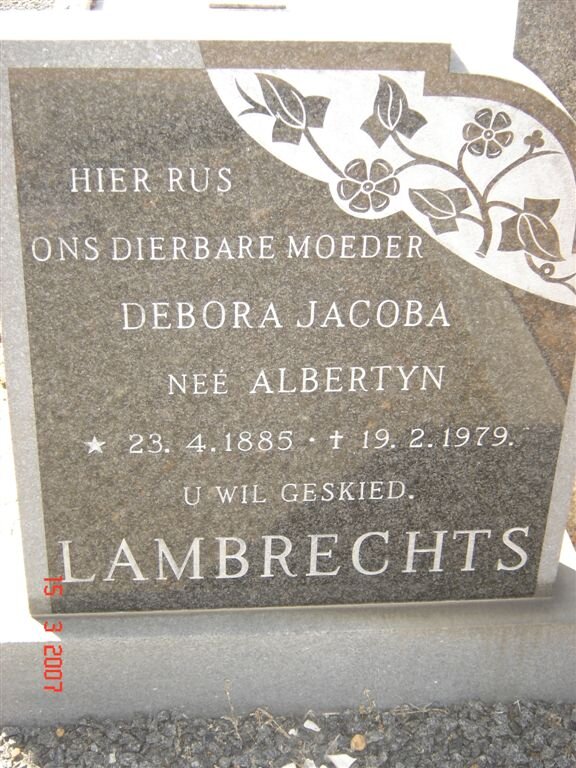 HIER RUS
ONS DIERBARE MOEDER
DEBORA JACOBA
NEÉ ALBERTYN
★ 23. 4. 1885 · † 19. 2. 1979.
U WIL GESKIED.
LAMBRECHTS
15 3 2007